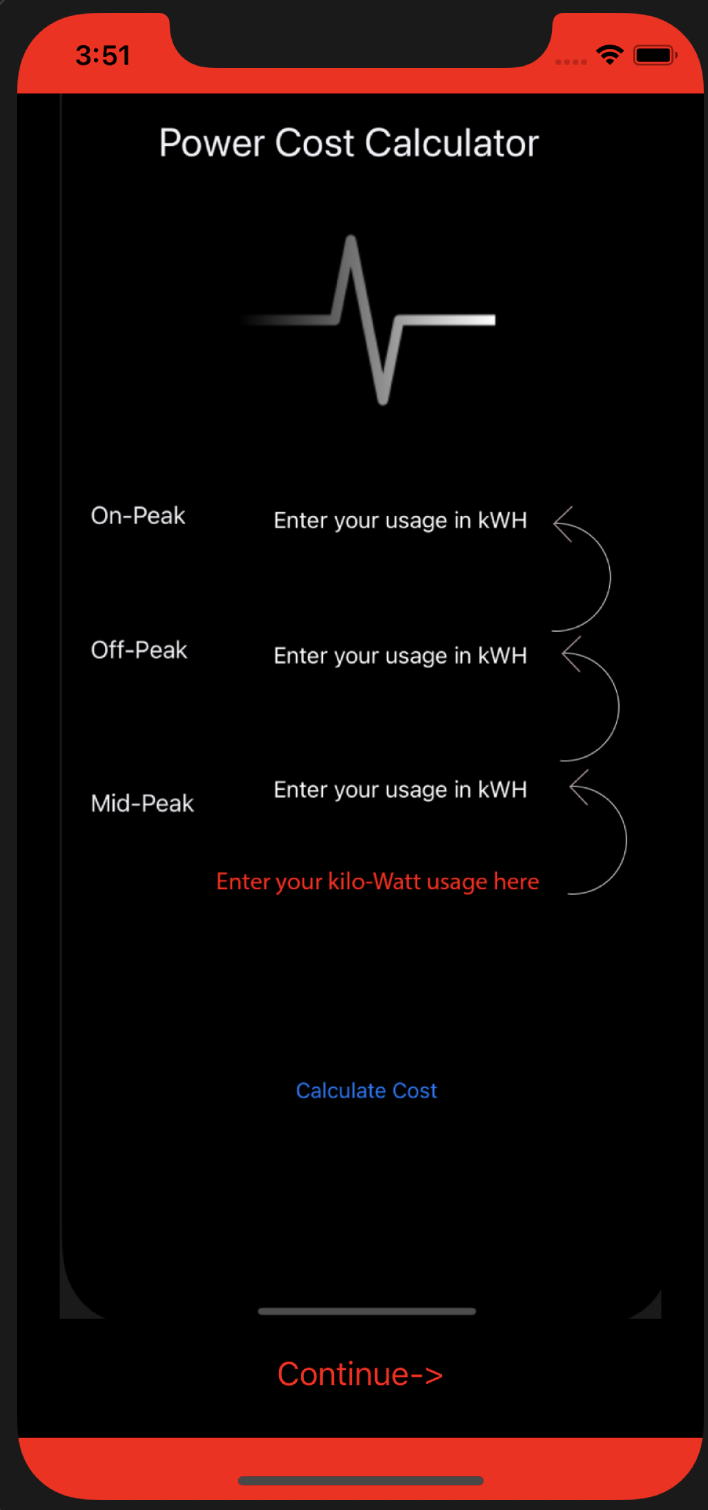 3:51
Power Cost Calculator
On-Peak
Enter your usage in kWH
Off-Peak
Enter your usage in kWH
Mid-Peak
Enter your usage in kWH
Enter your kilo-Watt usage here
Calculate Cost
Continue->